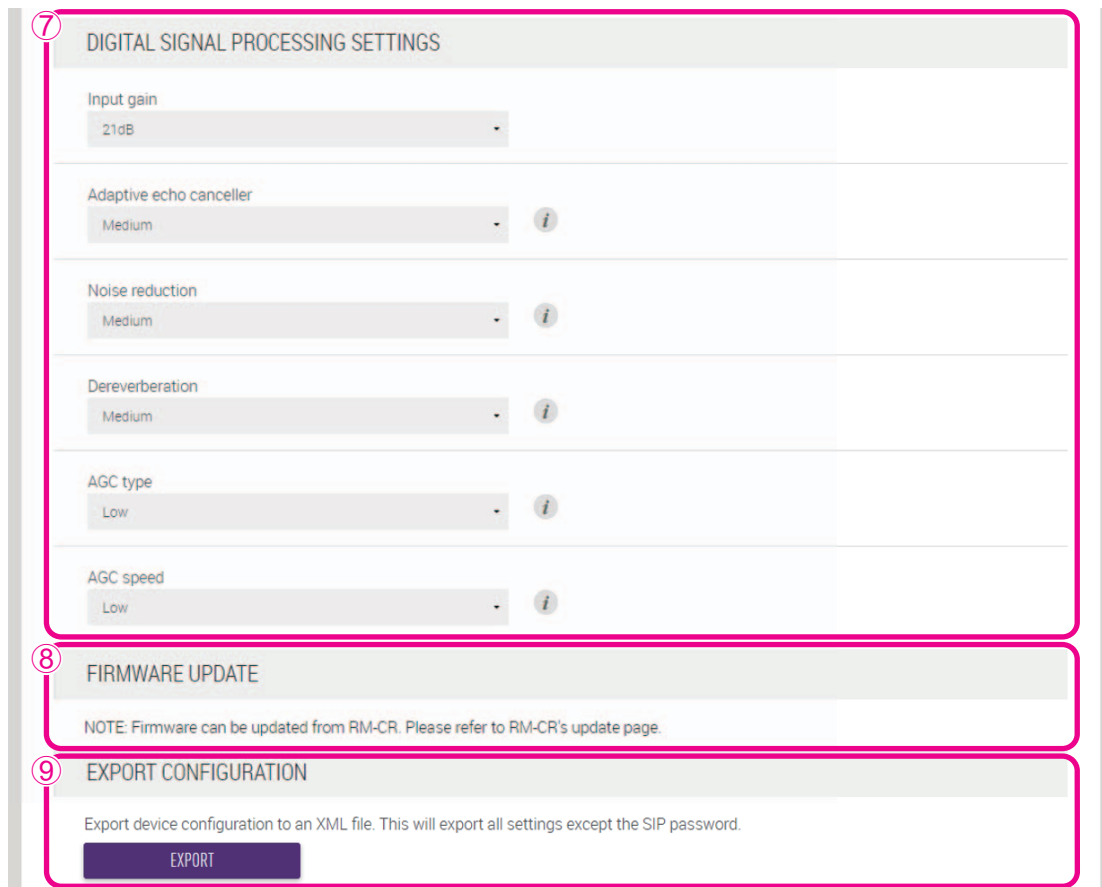 ⑦
DIGITAL SIGNAL PROCESSING SETTINGS
Input gain
21dB
Adaptive echo canceller
Medium
i
Noise reduction
Medium
i
Dereverberation
Medium
i
AGC type
Low
i
AGC speed
Low
i
⑧
FIRMWARE UPDATE
NOTE: Firmware can be updated from RM-CR. Please refer to RM-CR's update page.
⑨
EXPORT CONFIGURATION
Export device configuration to an XML file. This will export all settings except the SIP password.
EXPORT